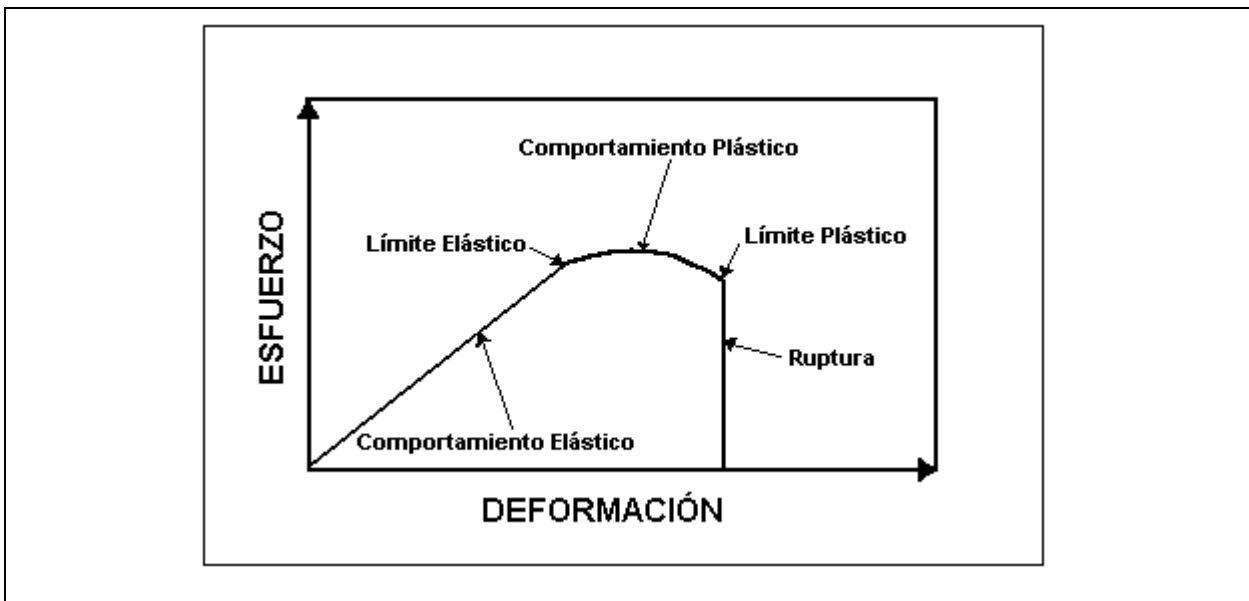 Comportamiento Plástico
Límite Elástico
Límite Plástico
ESFUERZO
Ruptura
Comportamiento Elástico
DEFORMACIÓN